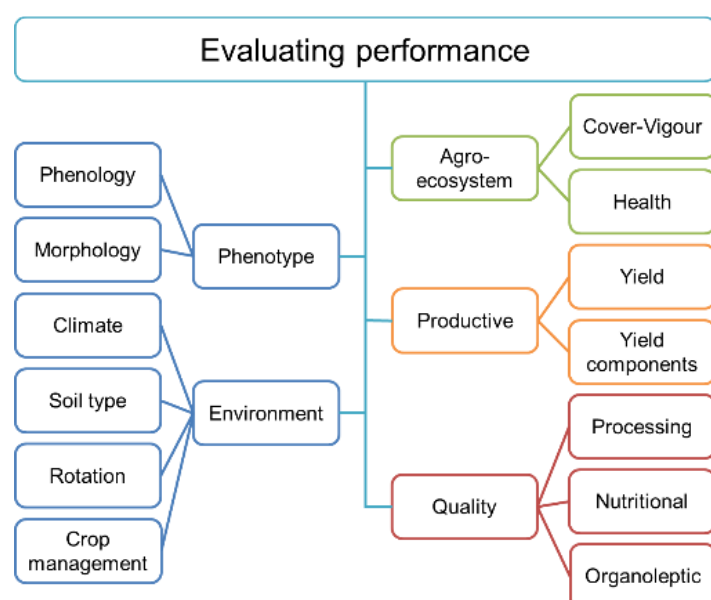 Evaluating performance
Phenology
Morphology
Phenotype
Climate
Soil type
Rotation
Crop
management
Environment
Agro-
ecosystem
Cover-Vigour
Health
Productive
Yield
Yield
components
Quality
Processing
Nutritional
Organoleptic